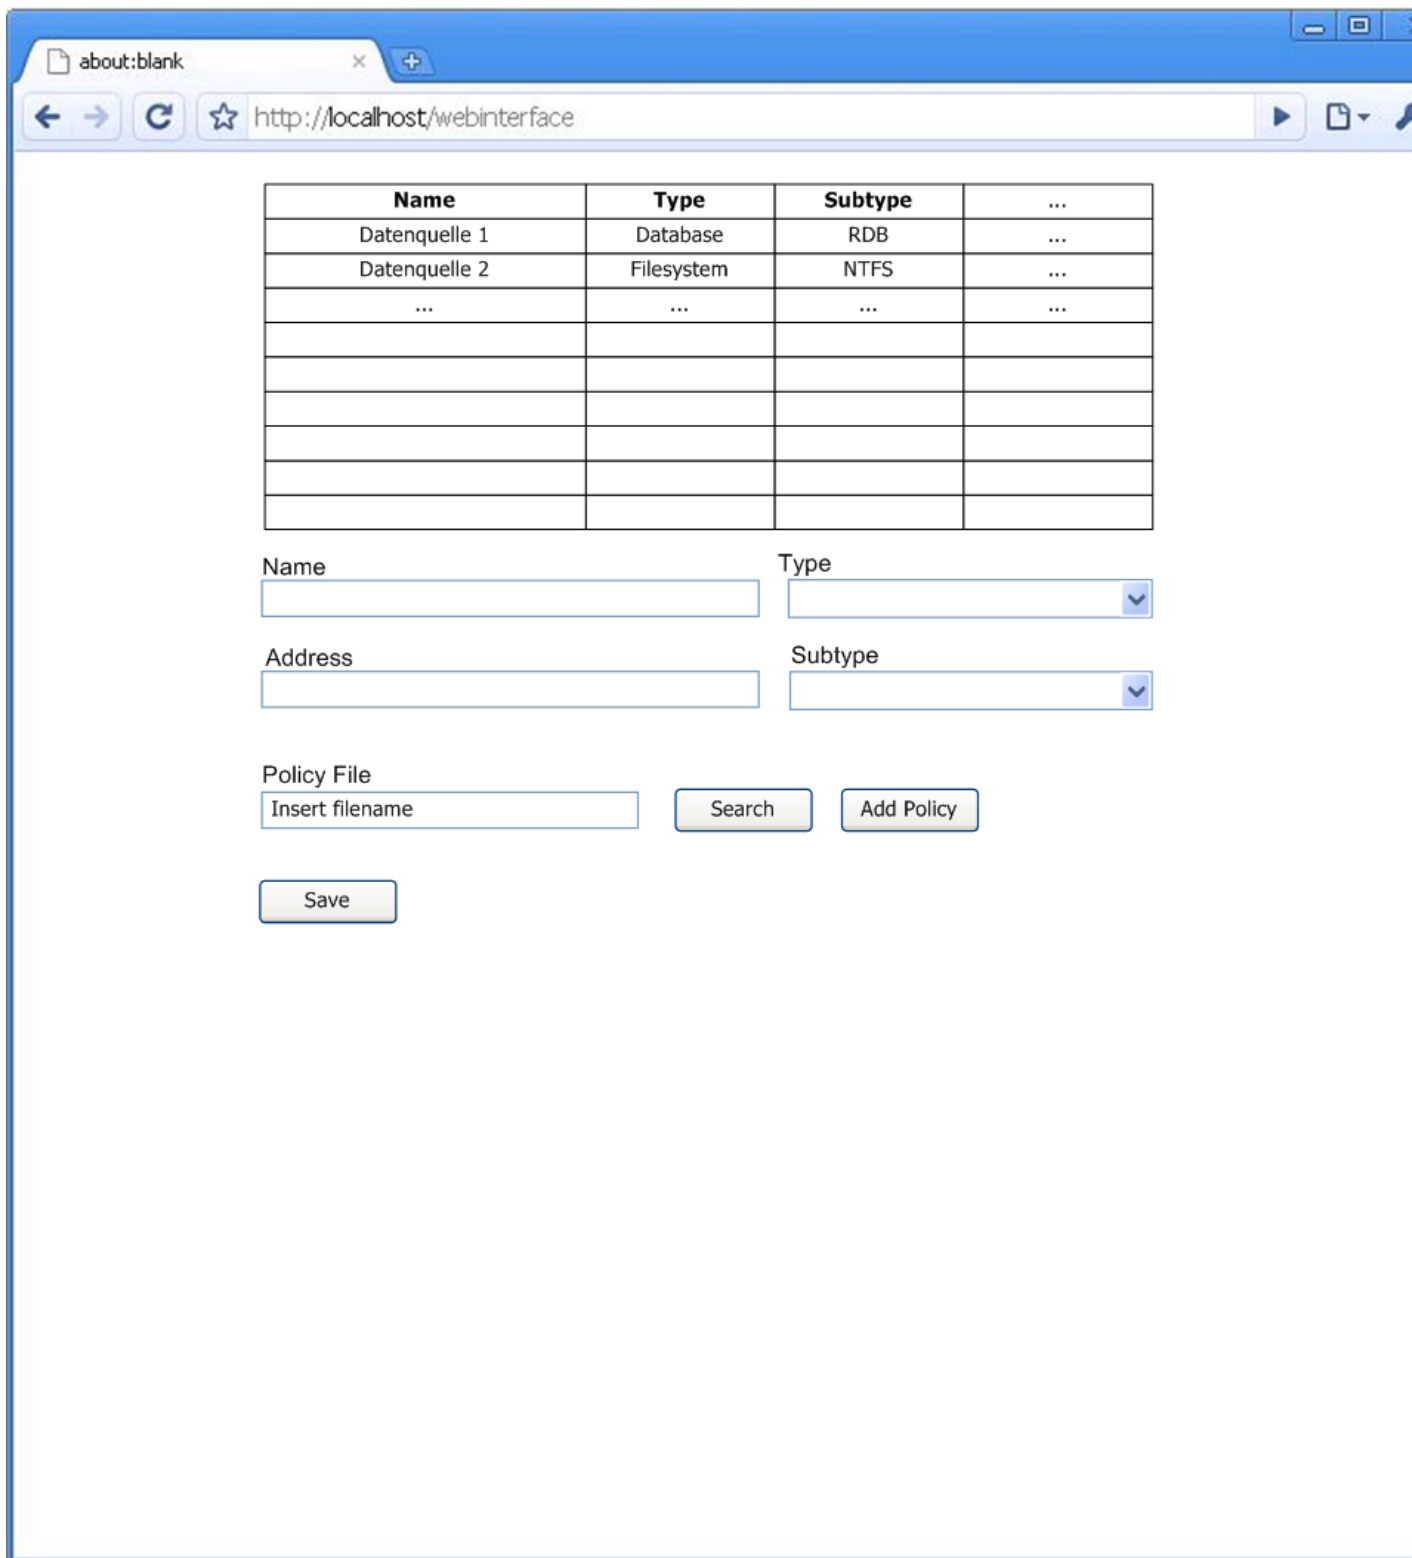 about:blank
http://localhost/webinterface
Name Type Subtype ...
Datenquelle 1 Database RDB ...
Datenquelle 2 Filesystem NTFS ...
... ... ... ...
Name Type
Address Subtype
Policy File
Insert filename Search Add Policy
Save